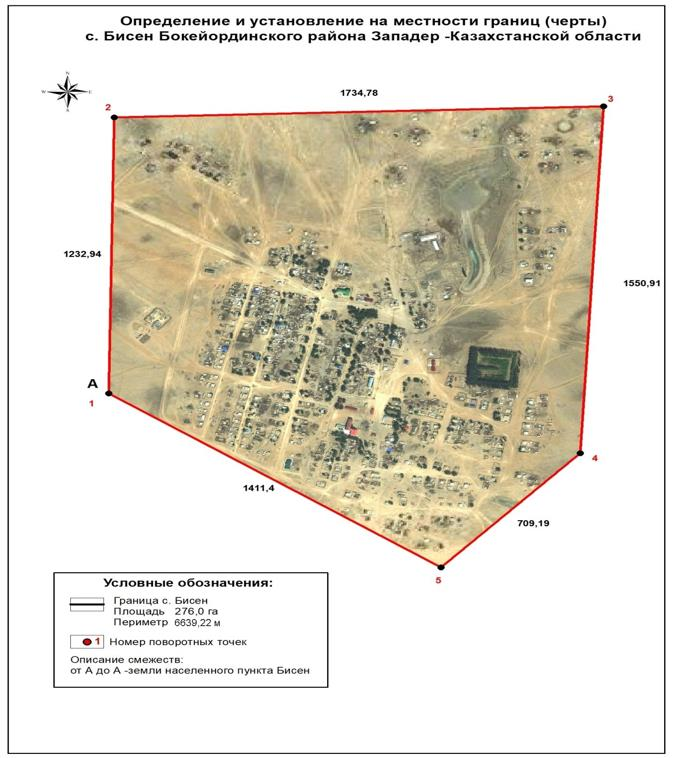 Определение и установление на местности границ (черты)
с. Бисен Бокейординского района Западер -Казахстанской области
N
W
E
1734,78
2
3
1232,94
1550,91
А
1
4
1411,4
709,19
5
Условные обозначения:
Граница с. Бисен
Площадь 276,0 га
Периметр 6639,22 м
1 Номер поворотных точек
Описание смежеств:
от А до А -земли населенного пункта Бисен